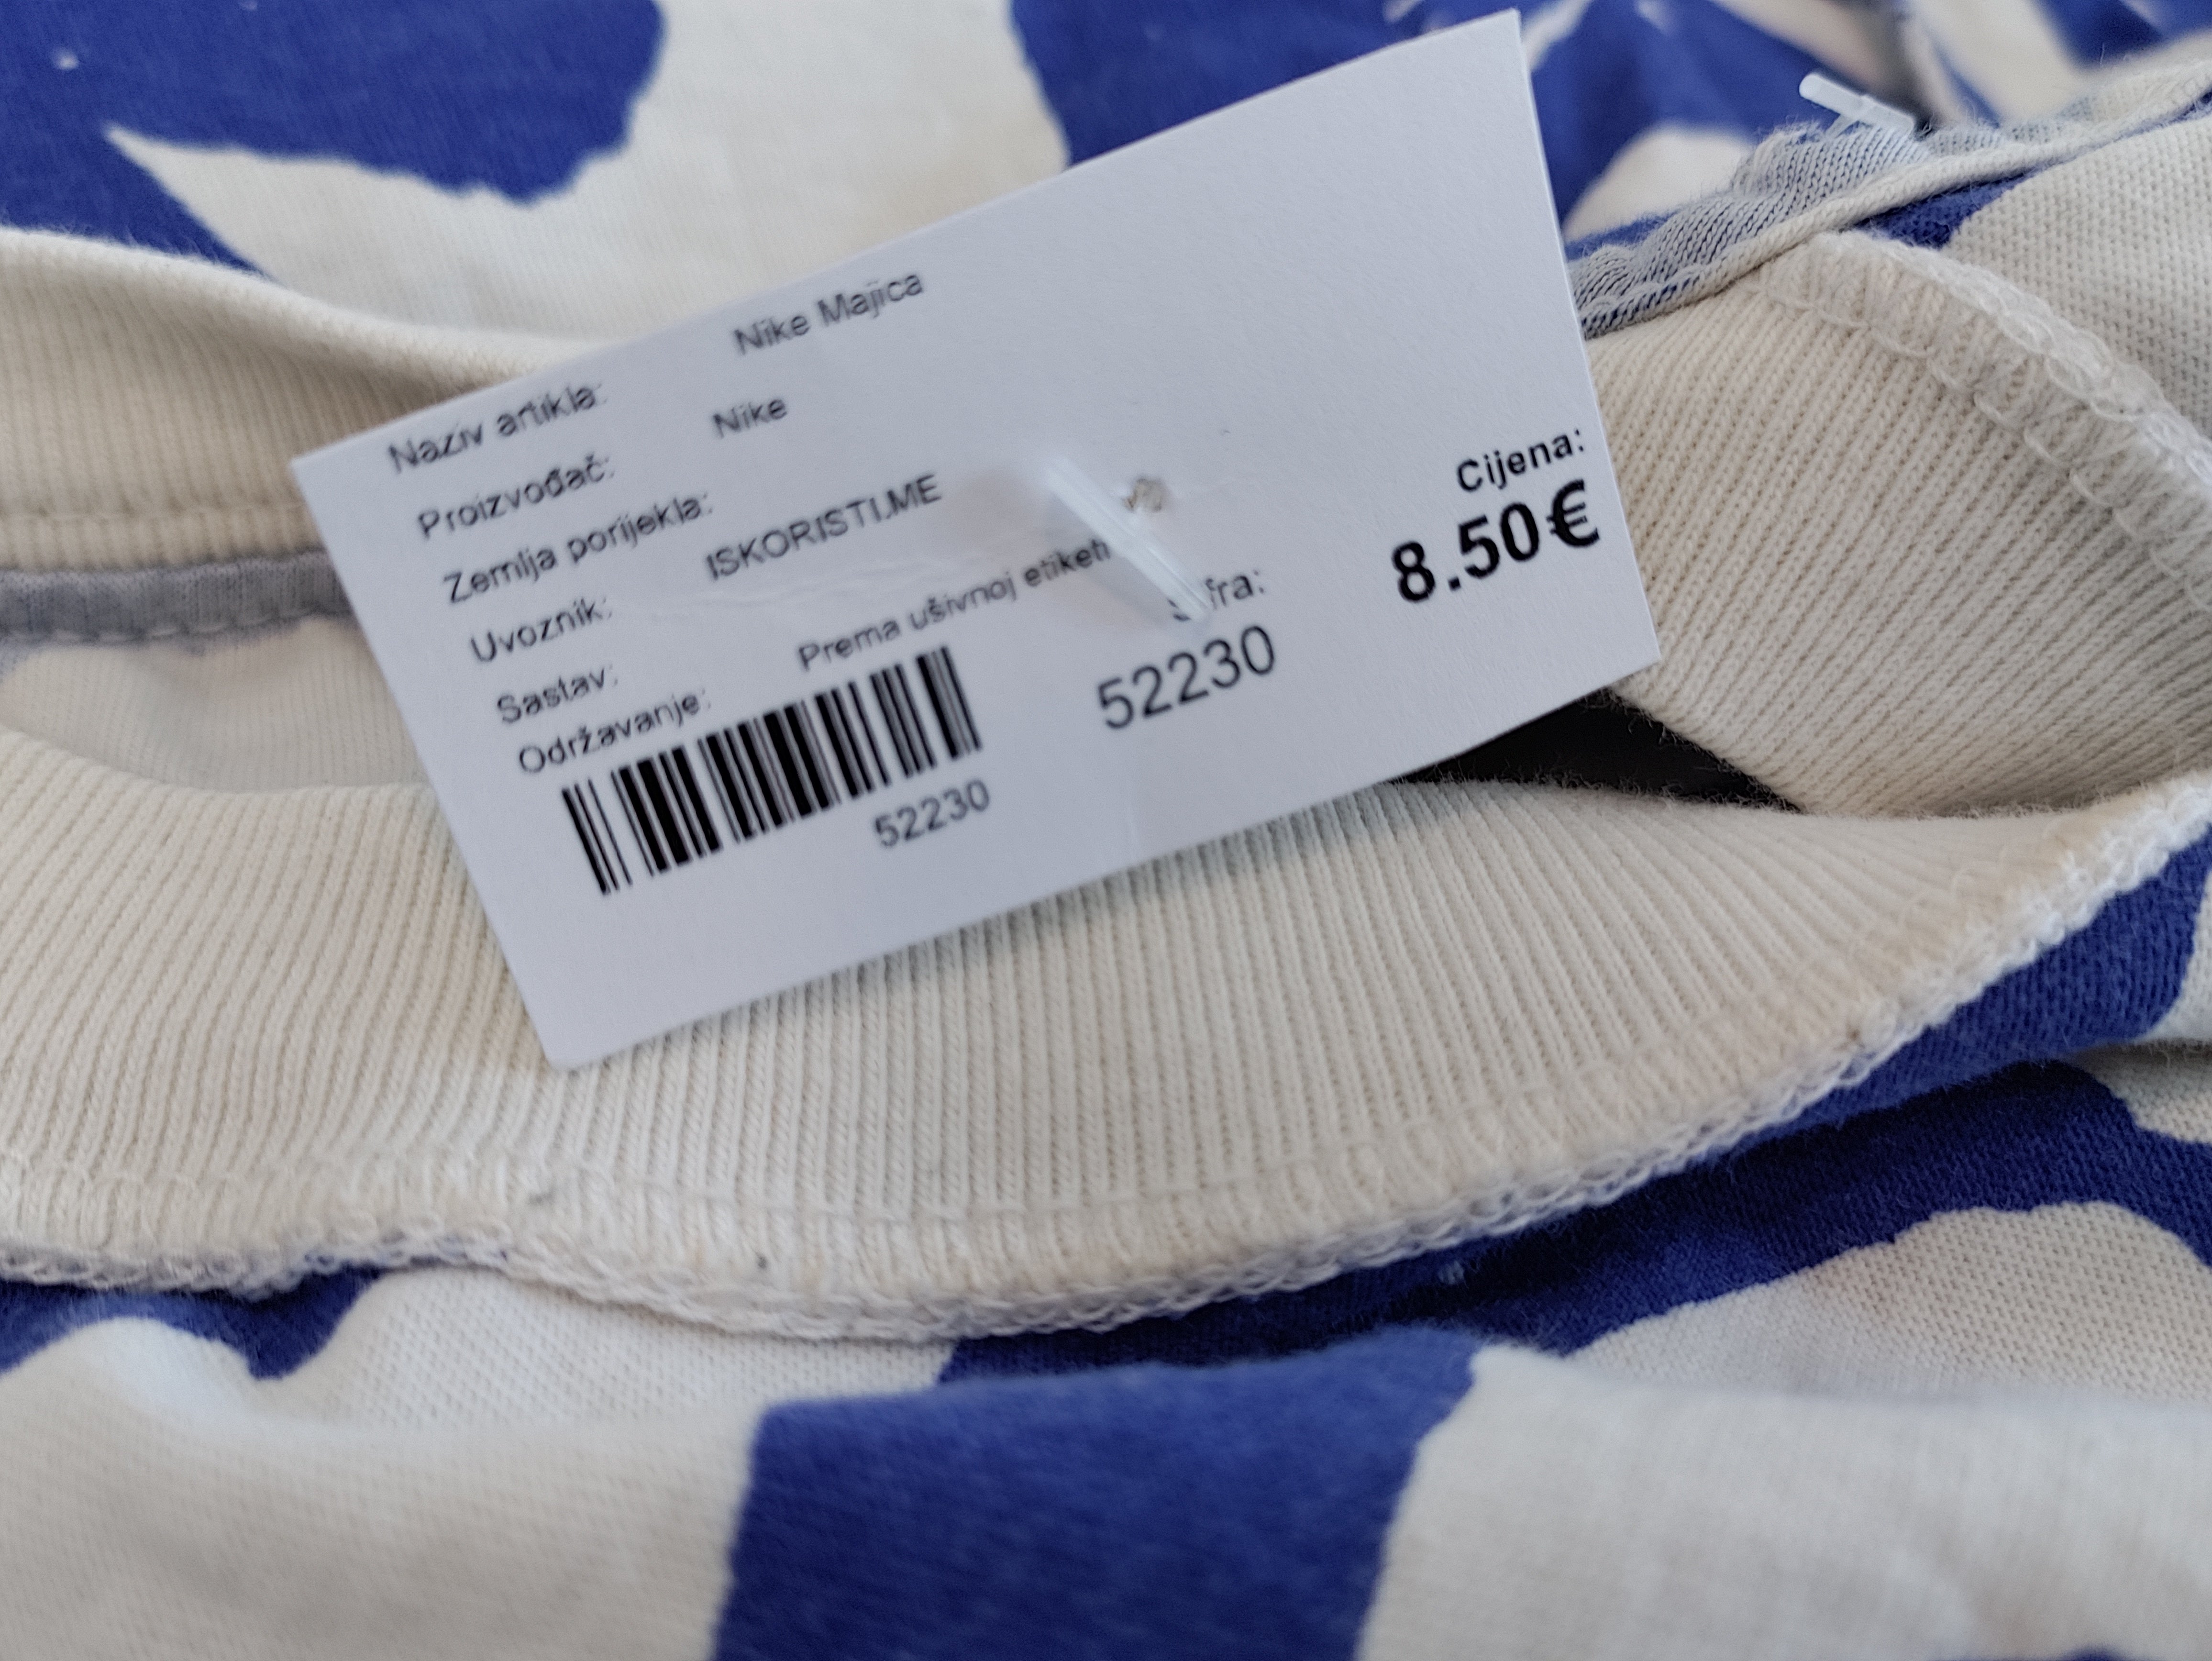 Naziv artikla: Nike Majica
Proizvođač: Nike
Zemlja porijekla:
Uvoznik: ISKORISTI.ME
Sastav:
Održavanje: Prema ušivnoj etiketi
52230
52230
Cijena:
8.50€